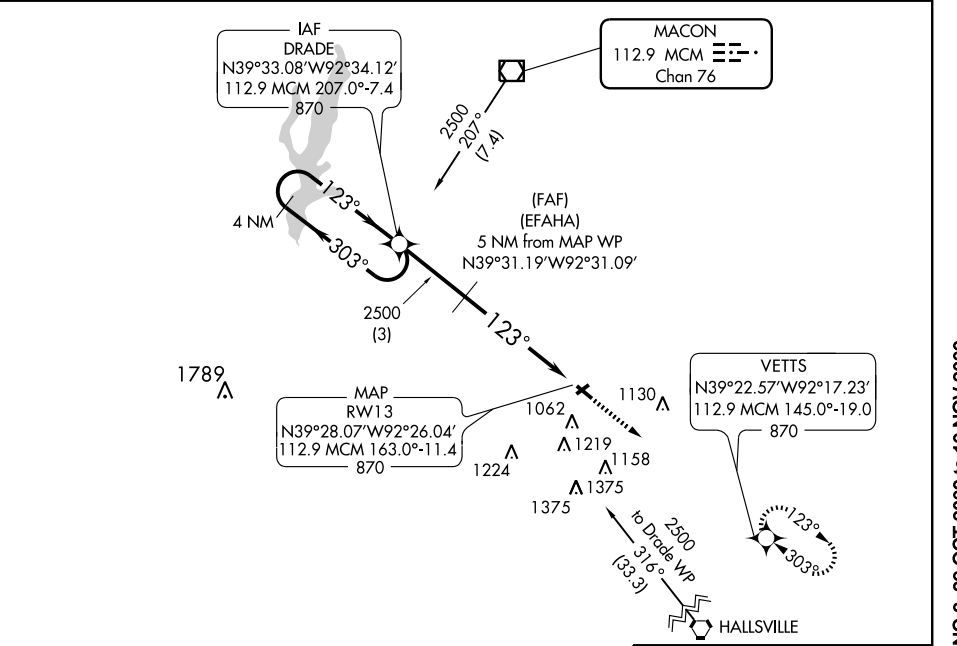 IAF
DRADE
N39°33.08'W92°34.12'
112.9 MCM 207.0°-7.4
870
MACON
112.9 MCM
Chan 76
2500
207°
(7.4)
(FAF)
(EFAHA)
5 NM from MAP WP
N39°31.19'W92°31.09'
4 NM
123°
303°
2500
(3)
123°
1789
MAP
RW13
N39°28.07'W92°26.04'
112.9 MCM 163.0°-11.4
870
1062
1130
1219
1224
1158
1375
1375
VETTS
N39°22.57'W92°17.23'
112.9 MCM 145.0°-19.0
870
123°
303°
2500
to Drade WP
316°
(33.3)
HALLSVILLE